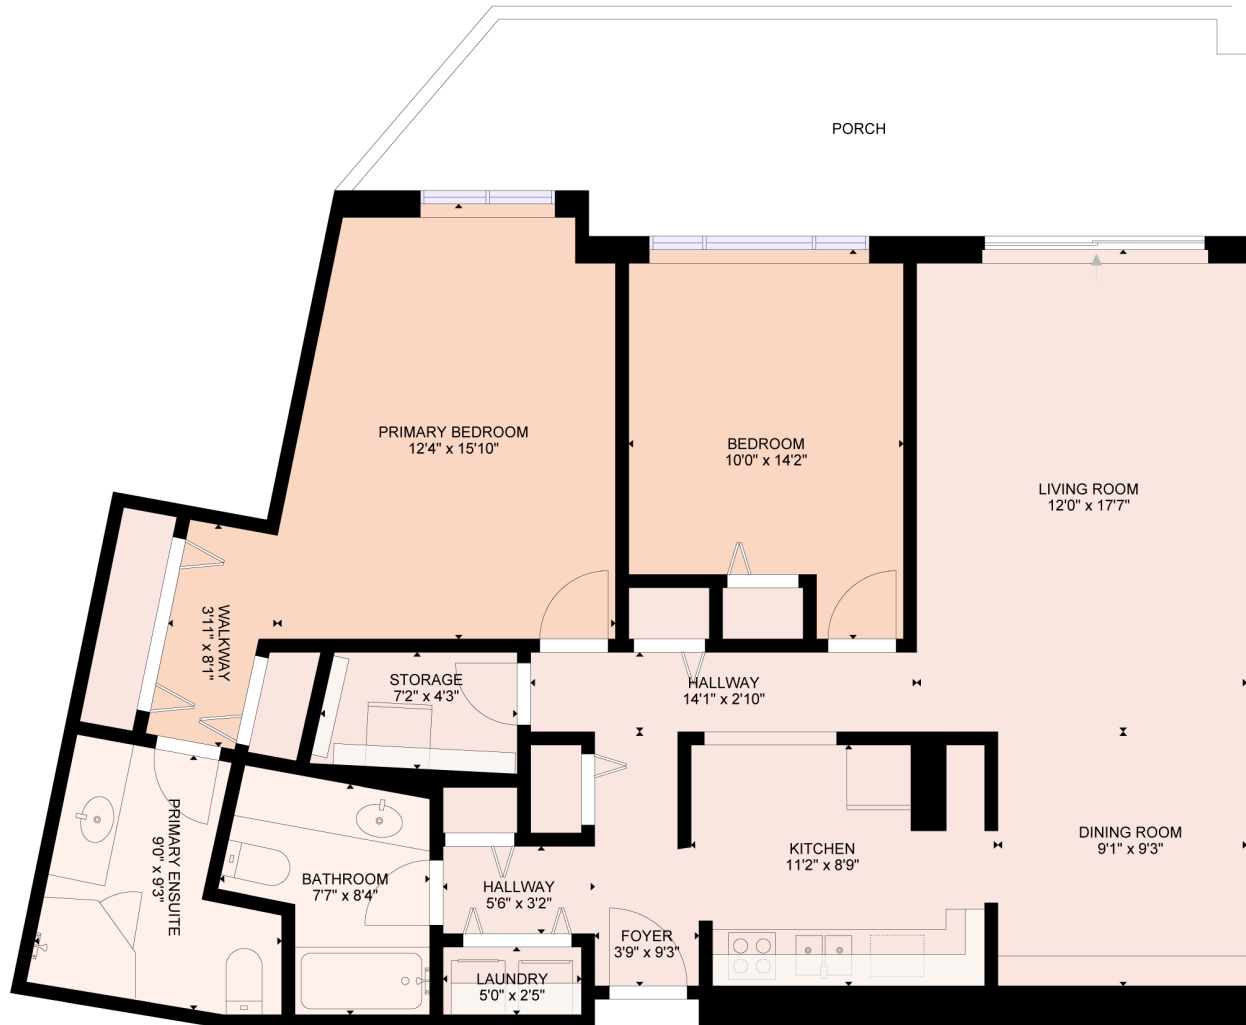 PORCH
PRIMARY BEDROOM
12'4" x 15'10"
BEDROOM
10'0" x 14'2"
LIVING ROOM
12'0" x 17'7"
WALKWAY
3'11" x 8'1"
STORAGE
7'2" x 4'3"
HALLWAY
14'1" x 2'10"
PRIMARY ENSUITE
9'0" x 9'3"
BATHROOM
7'7" x 8'4"
HALLWAY
5'6" x 3'2"
KITCHEN
11'2" x 8'9"
DINING ROOM
9'1" x 9'3"
FOYER
3'9" x 9'3"
LAUNDRY
5'0" x 2'5"